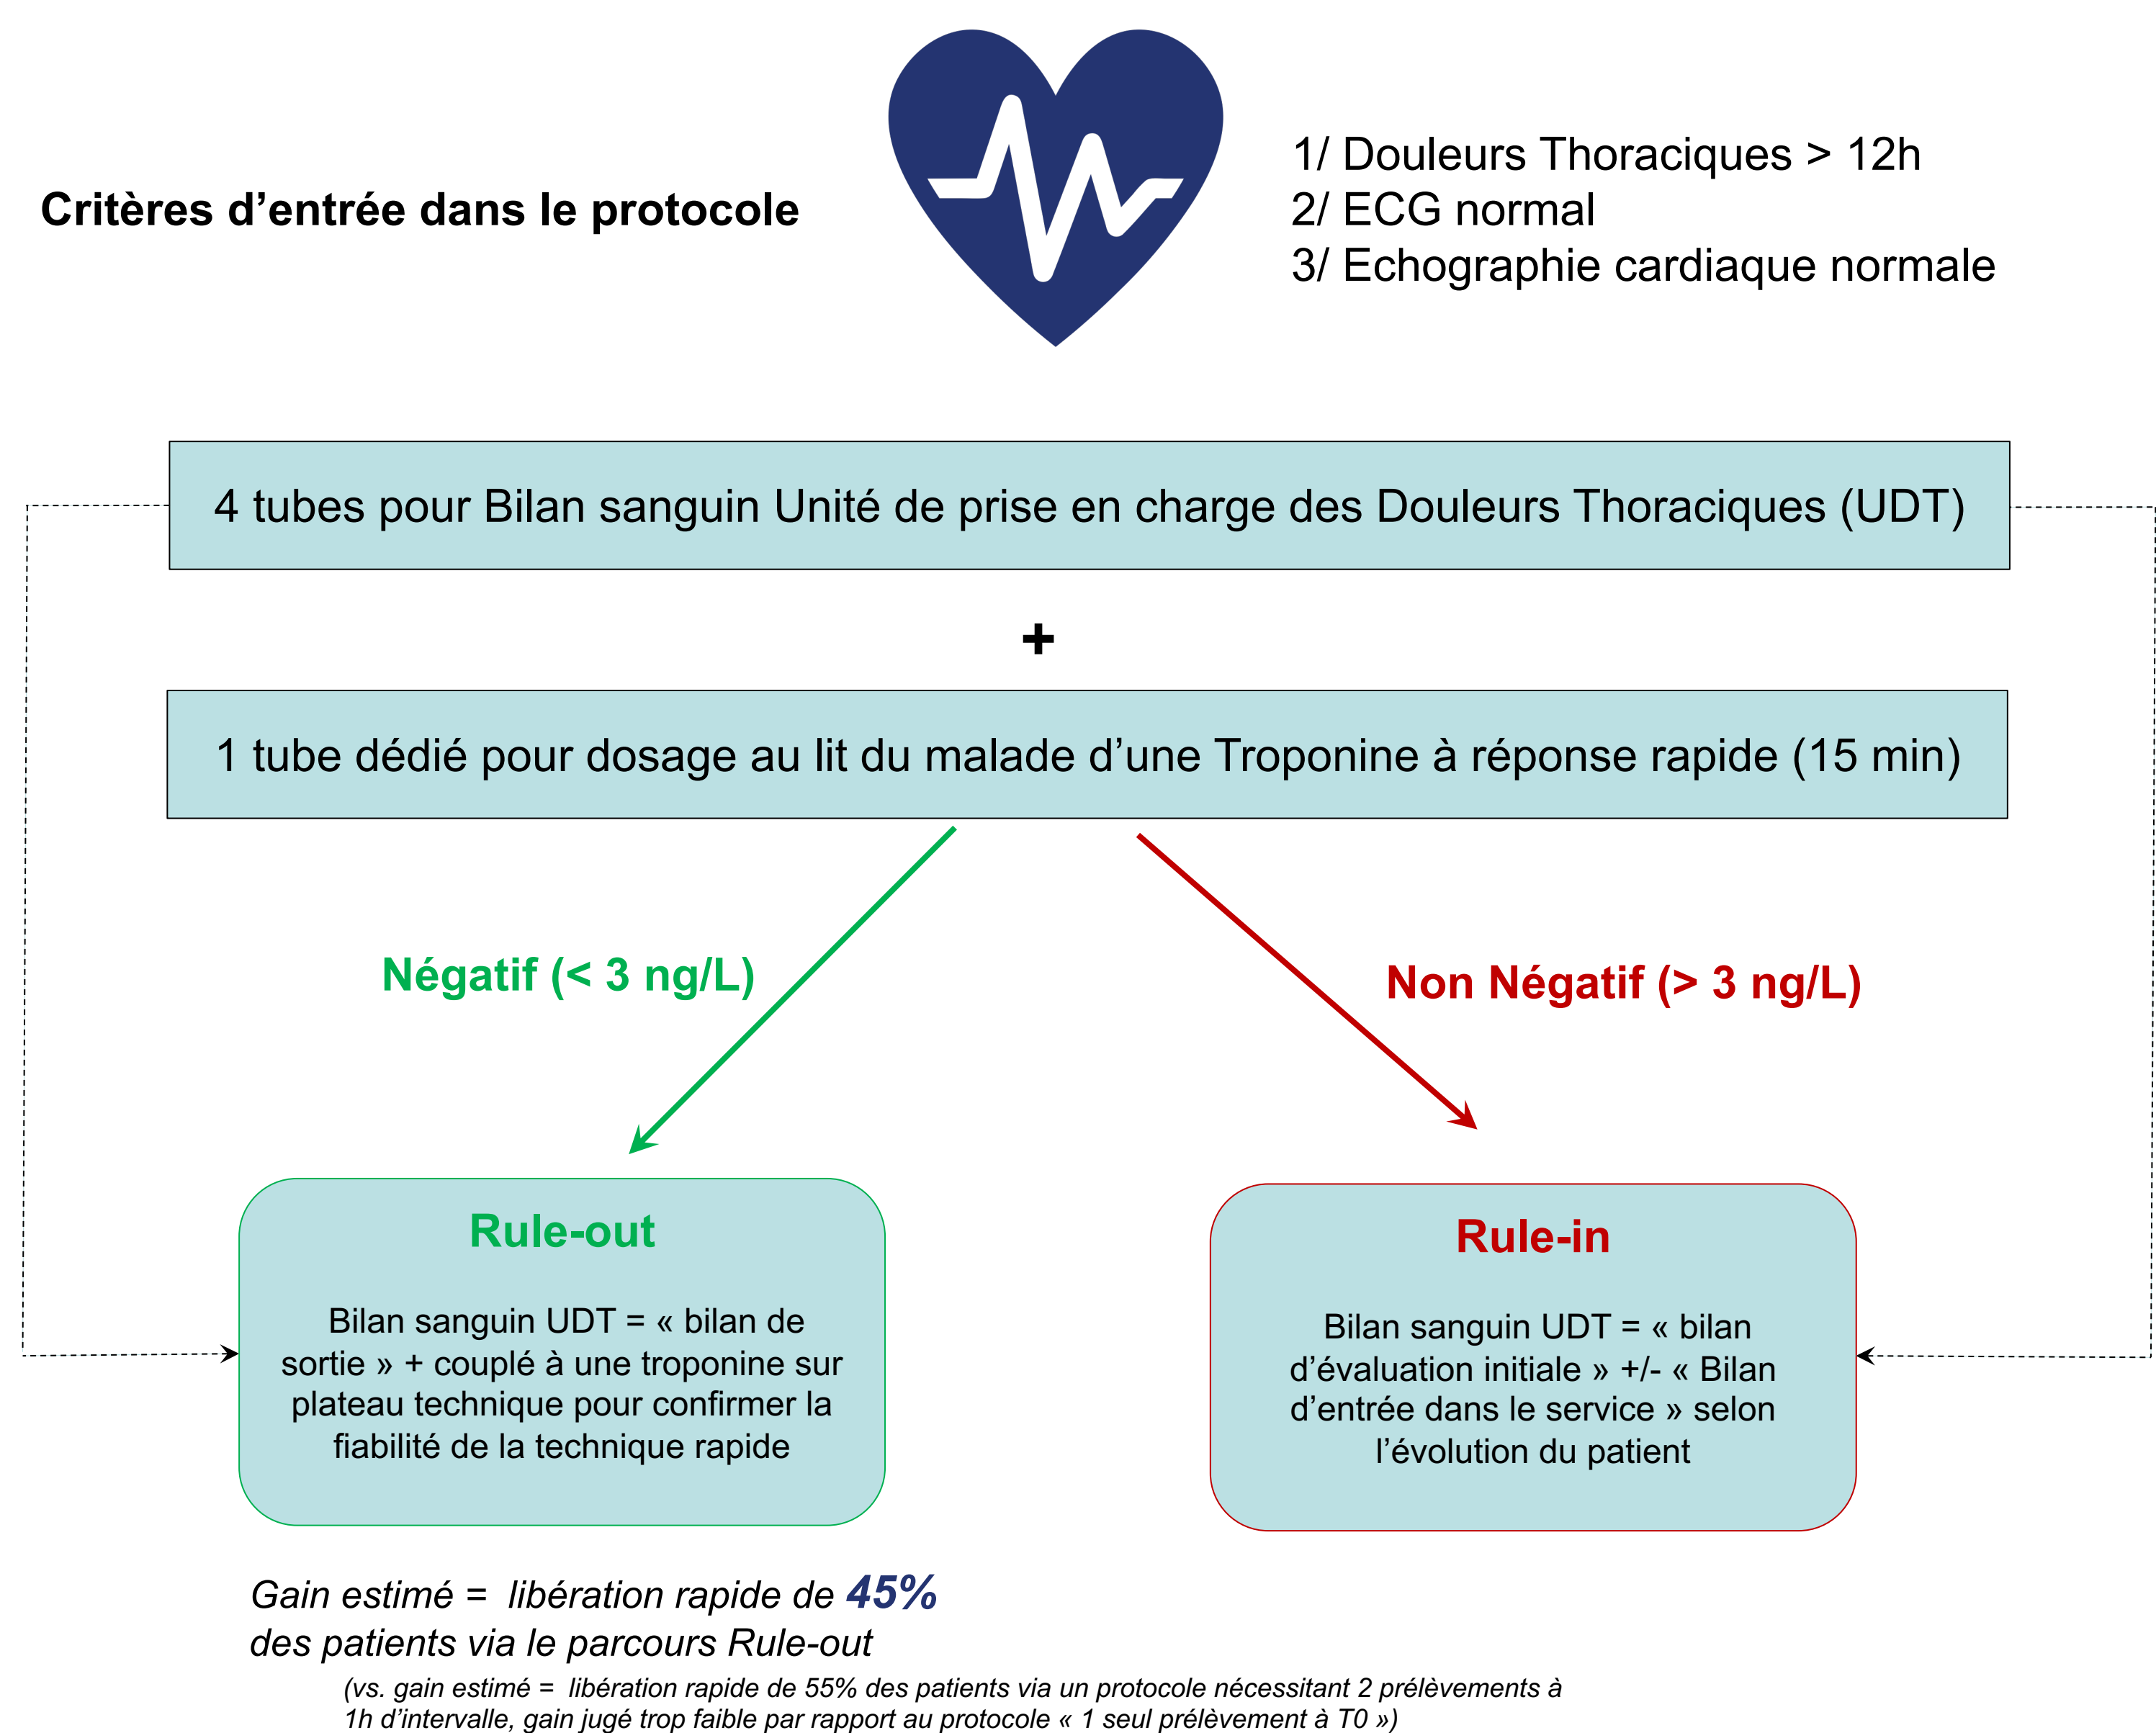 Critères d’entrée dans le protocole
1/ Douleurs Thoraciques > 12h
2/ ECG normal
3/ Echographie cardiaque normale
4 tubes pour Bilan sanguin Unité de prise en charge des Douleurs Thoraciques (UDT)
+
1 tube dédié pour dosage au lit du malade d’une Troponine à réponse rapide (15 min)
Négatif (< 3 ng/L)
Non Négatif (> 3 ng/L)
Rule-out
Bilan sanguin UDT = « bilan de
sortie » + couplé à une troponine sur
plateau technique pour confirmer la
fiabilité de la technique rapide
Rule-in
Bilan sanguin UDT = « bilan
d’évaluation initiale » +/- « Bilan
d’entrée dans le service » selon
l’évolution du patient
Gain estimé = libération rapide de 45%
des patients via le parcours Rule-out
(vs. gain estimé = libération rapide de 55% des patients via un protocole nécessitant 2 prélèvements à
1h d’intervalle, gain jugé trop faible par rapport au protocole « 1 seul prélèvement à T0 »)